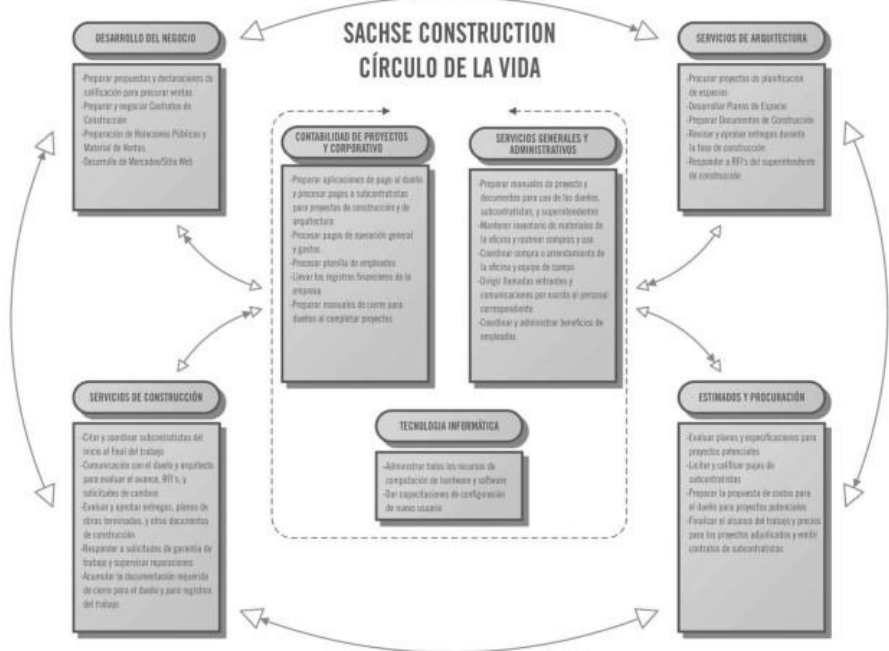 SACHSE CONSTRUCTION
CÍRCULO DE LA VIDA
DESARROLLO DEL NEGOCIO
-Preparar propuestas y declaraciones de
calificación para procurar ventas.
-Preparar y negociar Contratos de
Construcción
-Preparación de Relaciones Públicas y
Material de Ventas
-Desarrollo de Mercadeo/Sitio Web
SERVICIOS DE ARQUITECTURA
-Procurar proyectos de planificación
de espacios
-Desarrollar Planos de Espacio
-Preparar Documentos de Construcción
-Revisar y aprobar entregos durante
la fase de construcción
-Responder a RFI's del superintendente
de construcción
CONTABILIDAD DE PROYECTOS
Y CORPORATIVO
-Preparar aplicaciones de pago al dueño
y procesar pagos a subcontratistas
para proyectos de construcción y de
arquitectura
-Procesar pagos de operación general
y gastos.
-Procesar planilla de empleados
-Llevar los registros financieros de la
empresa
-Preparar manuales de cierre para
dueños al completar proyectos
SERVICIOS GENERALES Y
ADMINISTRATIVOS
-Preparar manuales de proyecto y
documentos para uso de los dueños,
subcontratistas, y superintendentes
-Mantener inventario de materiales de
la oficina y rastrear compras y uso
-Coordinar compra o arrendamiento de
la oficina y equipo de campo
-Dirigir llamadas entrantes y
comunicaciones por escrito al personal
correspondiente
-Coordinar y administrar beneficios de
empleados
TECNOLOGIA INFORMÁTICA
-Administrar todos los recursos de
computación de hardware y software
-Dar capacitaciones de configuración
de nuevo usuario
SERVICIOS DE CONSTRUCCIÓN
-Citar y coordinar subcontratistas del
inicio al final del trabajo
-Comunicación con el dueño y arquitecto
para evaluar el avance, RFI's, y
solicitudes de cambios
-Evaluar y aprobar entregos, planos de
obras terminadas, y otros documentos
de construcción
-Responder a solicitudes de garantía de
trabajo y supervisar reparaciones
-Acumular la documentación requerida
de cierre para el dueño y para registros
del trabajo
ESTIMADOS Y PROCURACIÓN
-Evaluar planos y especificaciones para
proyectos potenciales
-Licitar y calificar pujas de
subcontratistas
-Preparar la propuesta de costos para
el dueño para proyectos potenciales
-Finalizar el alcance del trabajo y precios
para los proyectos adjudicados y emitir
contratos de subcontratistas